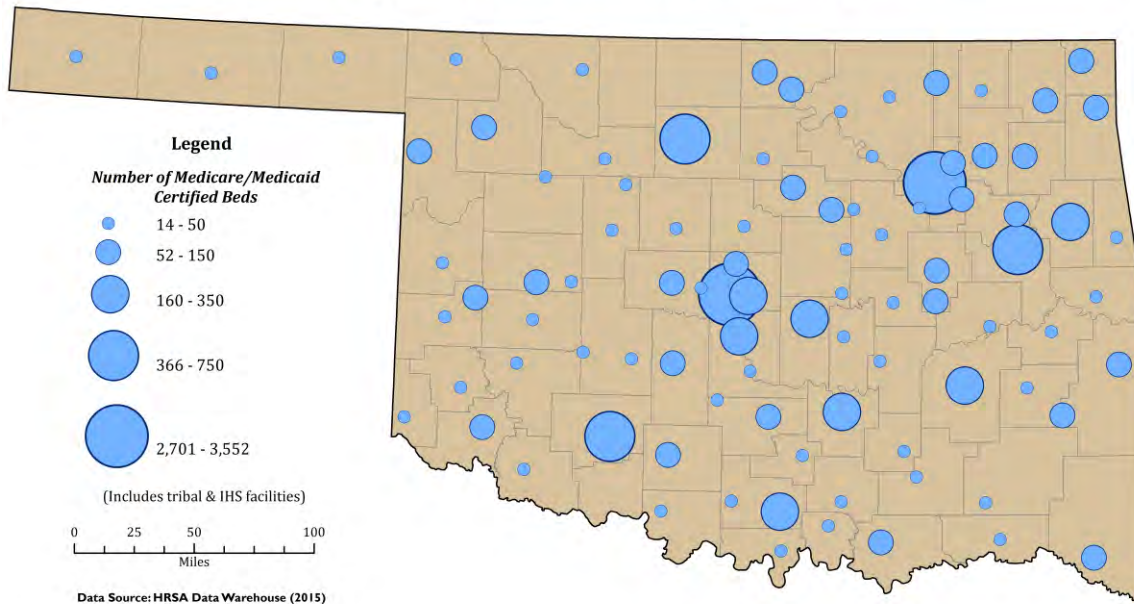 Legend
Number of Medicare/Medicaid
Certified Beds
14 - 50
52 - 150
160 - 350
366 - 750
2,701 - 3,552
(Includes tribal & IHS facilities)
0 50 100
Miles
Data Source: HRSA Data Warehouse (2015)